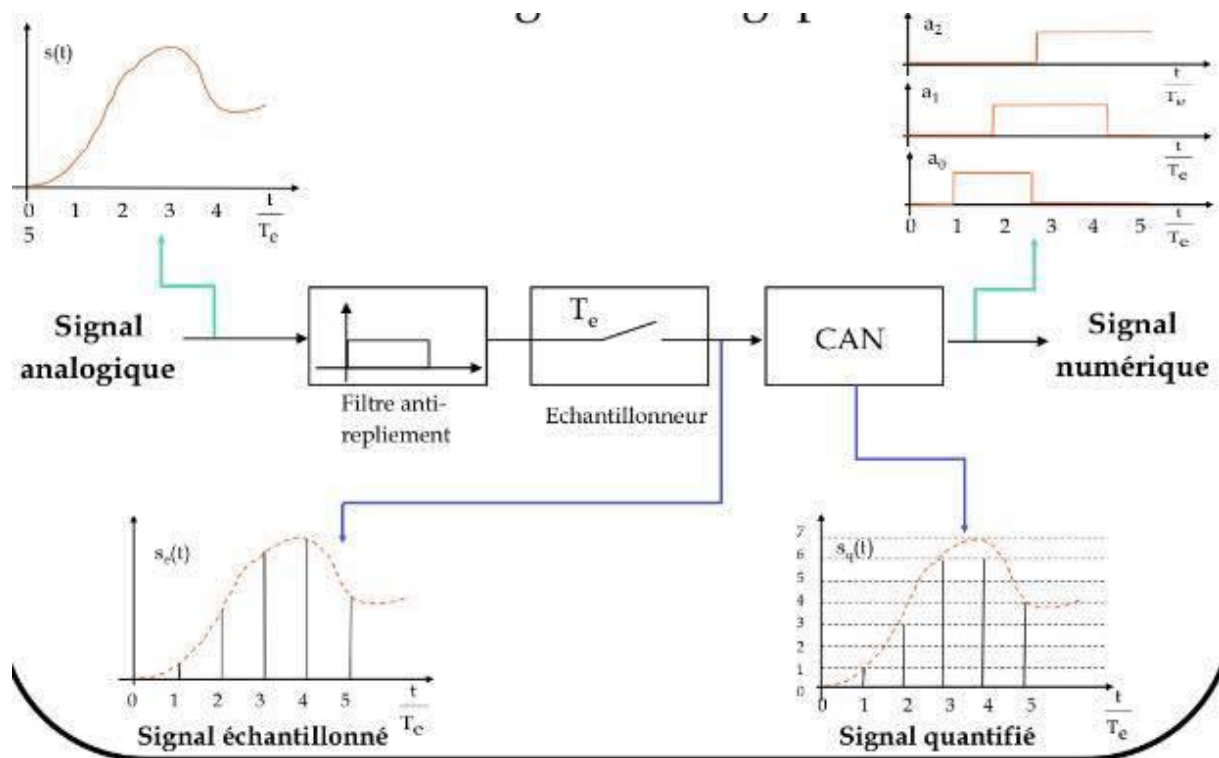 s(t)
0 1 2 3 4 t/Tₑ
5
a₂
t/Tₑ
a₁
t/Tₑ
a₀
0 1 2 3 4 5 t/Tₑ
Signal
analogique
Filtre anti-
repliement
Tₑ
Echantillonneur
CAN
Signal
numérique
sₑ(t)
0 1 2 3 4 5 t/Tₑ
Signal échantillonné
7
6
5
4
3
2
1
0
s_q(t)
0 1 2 3 4 5 t/Tₑ
Signal quantifié